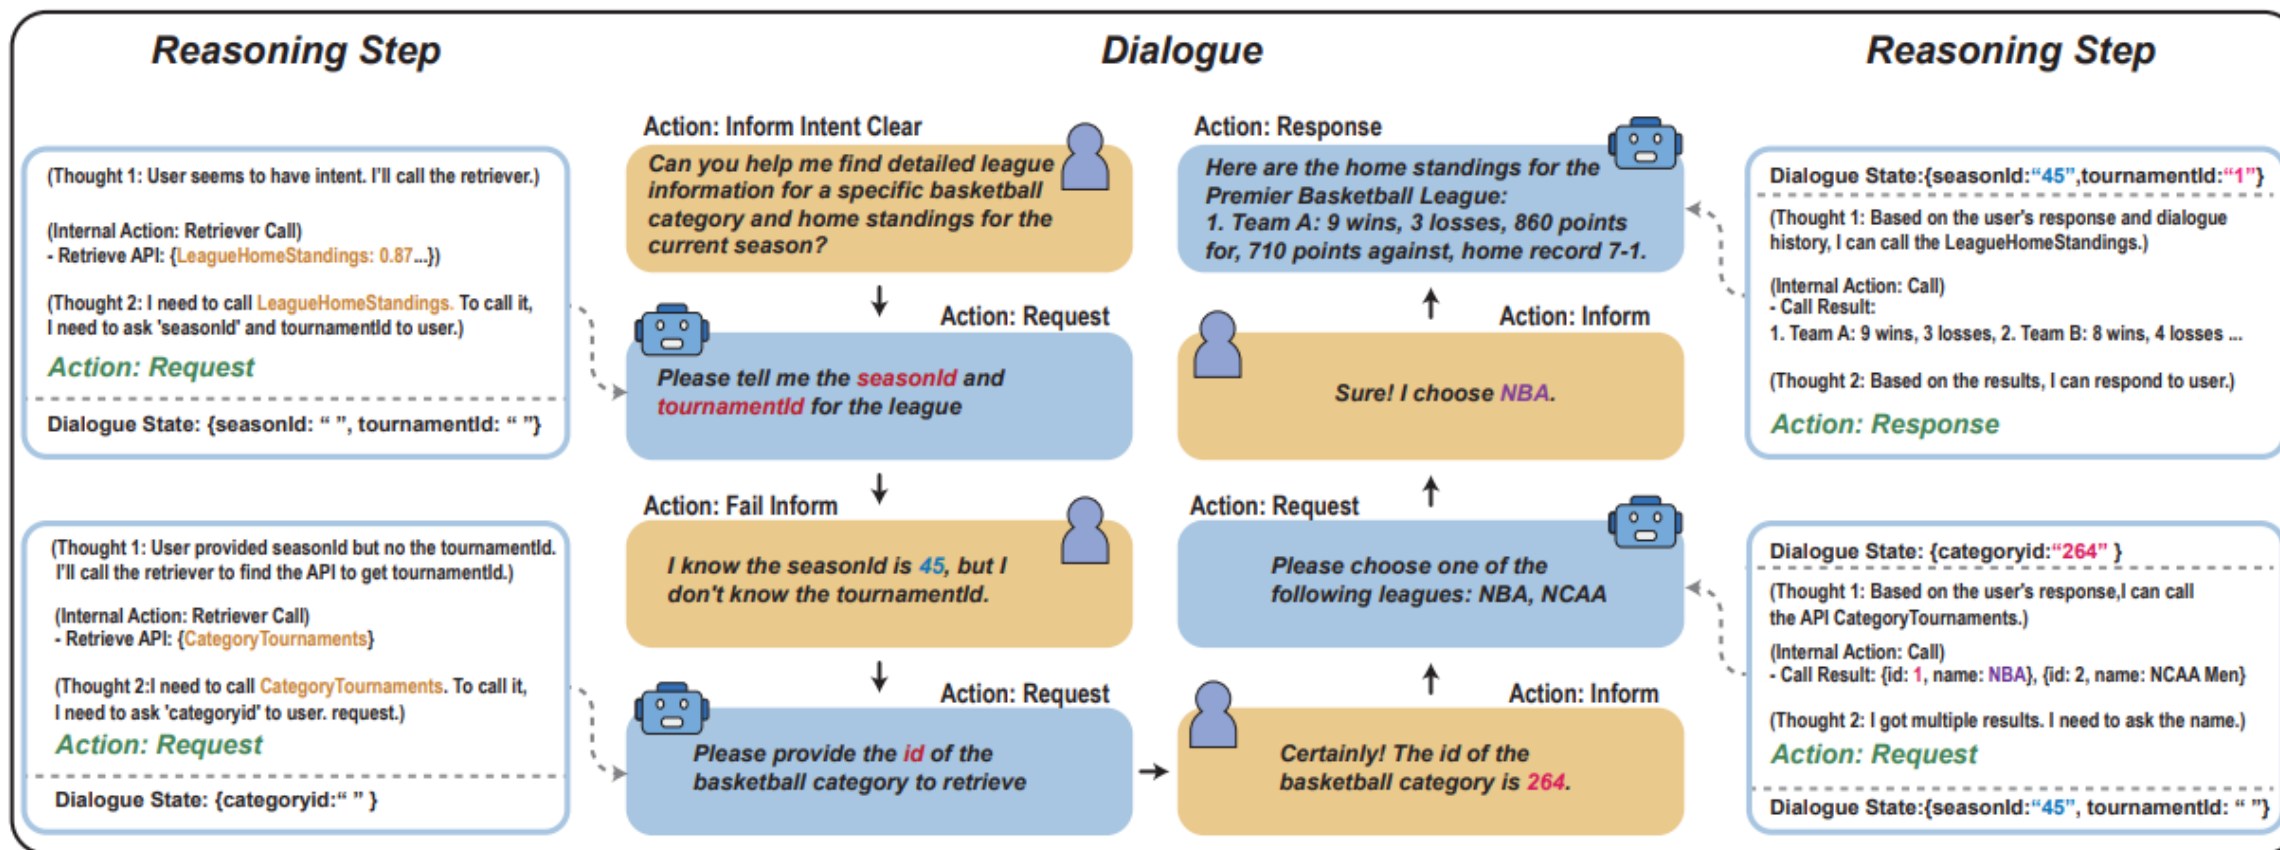 Reasoning Step
Dialogue
Reasoning Step
(Thought 1: User seems to have intent. I'll call the retriever.)
(Internal Action: Retriever Call)
- Retrieve API: {LeagueHomeStandings: 0.87...})
(Thought 2: I need to call LeagueHomeStandings. To call it,
I need to ask 'seasonId' and tournamentId to user.)
Action: Request
Dialogue State: {seasonId: “ ”, tournamentId: “ ”}
(Thought 1: User provided seasonId but no the tournamentId.
I'll call the retriever to find the API to get tournamentId.)
(Internal Action: Retriever Call)
- Retrieve API: {CategoryTournaments}
(Thought 2:I need to call CategoryTournaments. To call it,
I need to ask 'categoryid' to user. request.)
Action: Request
Dialogue State: {categoryid:“ ” }
Action: Inform Intent Clear
Can you help me find detailed league
information for a specific basketball
category and home standings for the
current season?
Action: Request
Please tell me the seasonId and
tournamentId for the league
Action: Fail Inform
I know the seasonId is 45, but I
don't know the tournamentId.
Action: Request
Please provide the id of the
basketball category to retrieve
Action: Inform
Certainly! The id of the
basketball category is 264.
Action: Request
Please choose one of the
following leagues: NBA, NCAA
Action: Inform
Sure! I choose NBA.
Action: Response
Here are the home standings for the
Premier Basketball League:
1. Team A: 9 wins, 3 losses, 860 points
for, 710 points against, home record 7-1.
Dialogue State:{seasonId:“45”,tournamentId:“1”}
(Thought 1: Based on the user's response and dialogue
history, I can call the LeagueHomeStandings.)
(Internal Action: Call)
- Call Result:
1. Team A: 9 wins, 3 losses, 2. Team B: 8 wins, 4 losses ...
(Thought 2: Based on the results, I can respond to user.)
Action: Response
Dialogue State: {categoryid:“264” }
(Thought 1: Based on the user's response,I can call
the API CategoryTournaments.)
(Internal Action: Call)
- Call Result: {id: 1, name: NBA}, {id: 2, name: NCAA Men}
(Thought 2: I got multiple results. I need to ask the name.)
Action: Request
Dialogue State:{seasonId:“45”, tournamentId: “ ”}